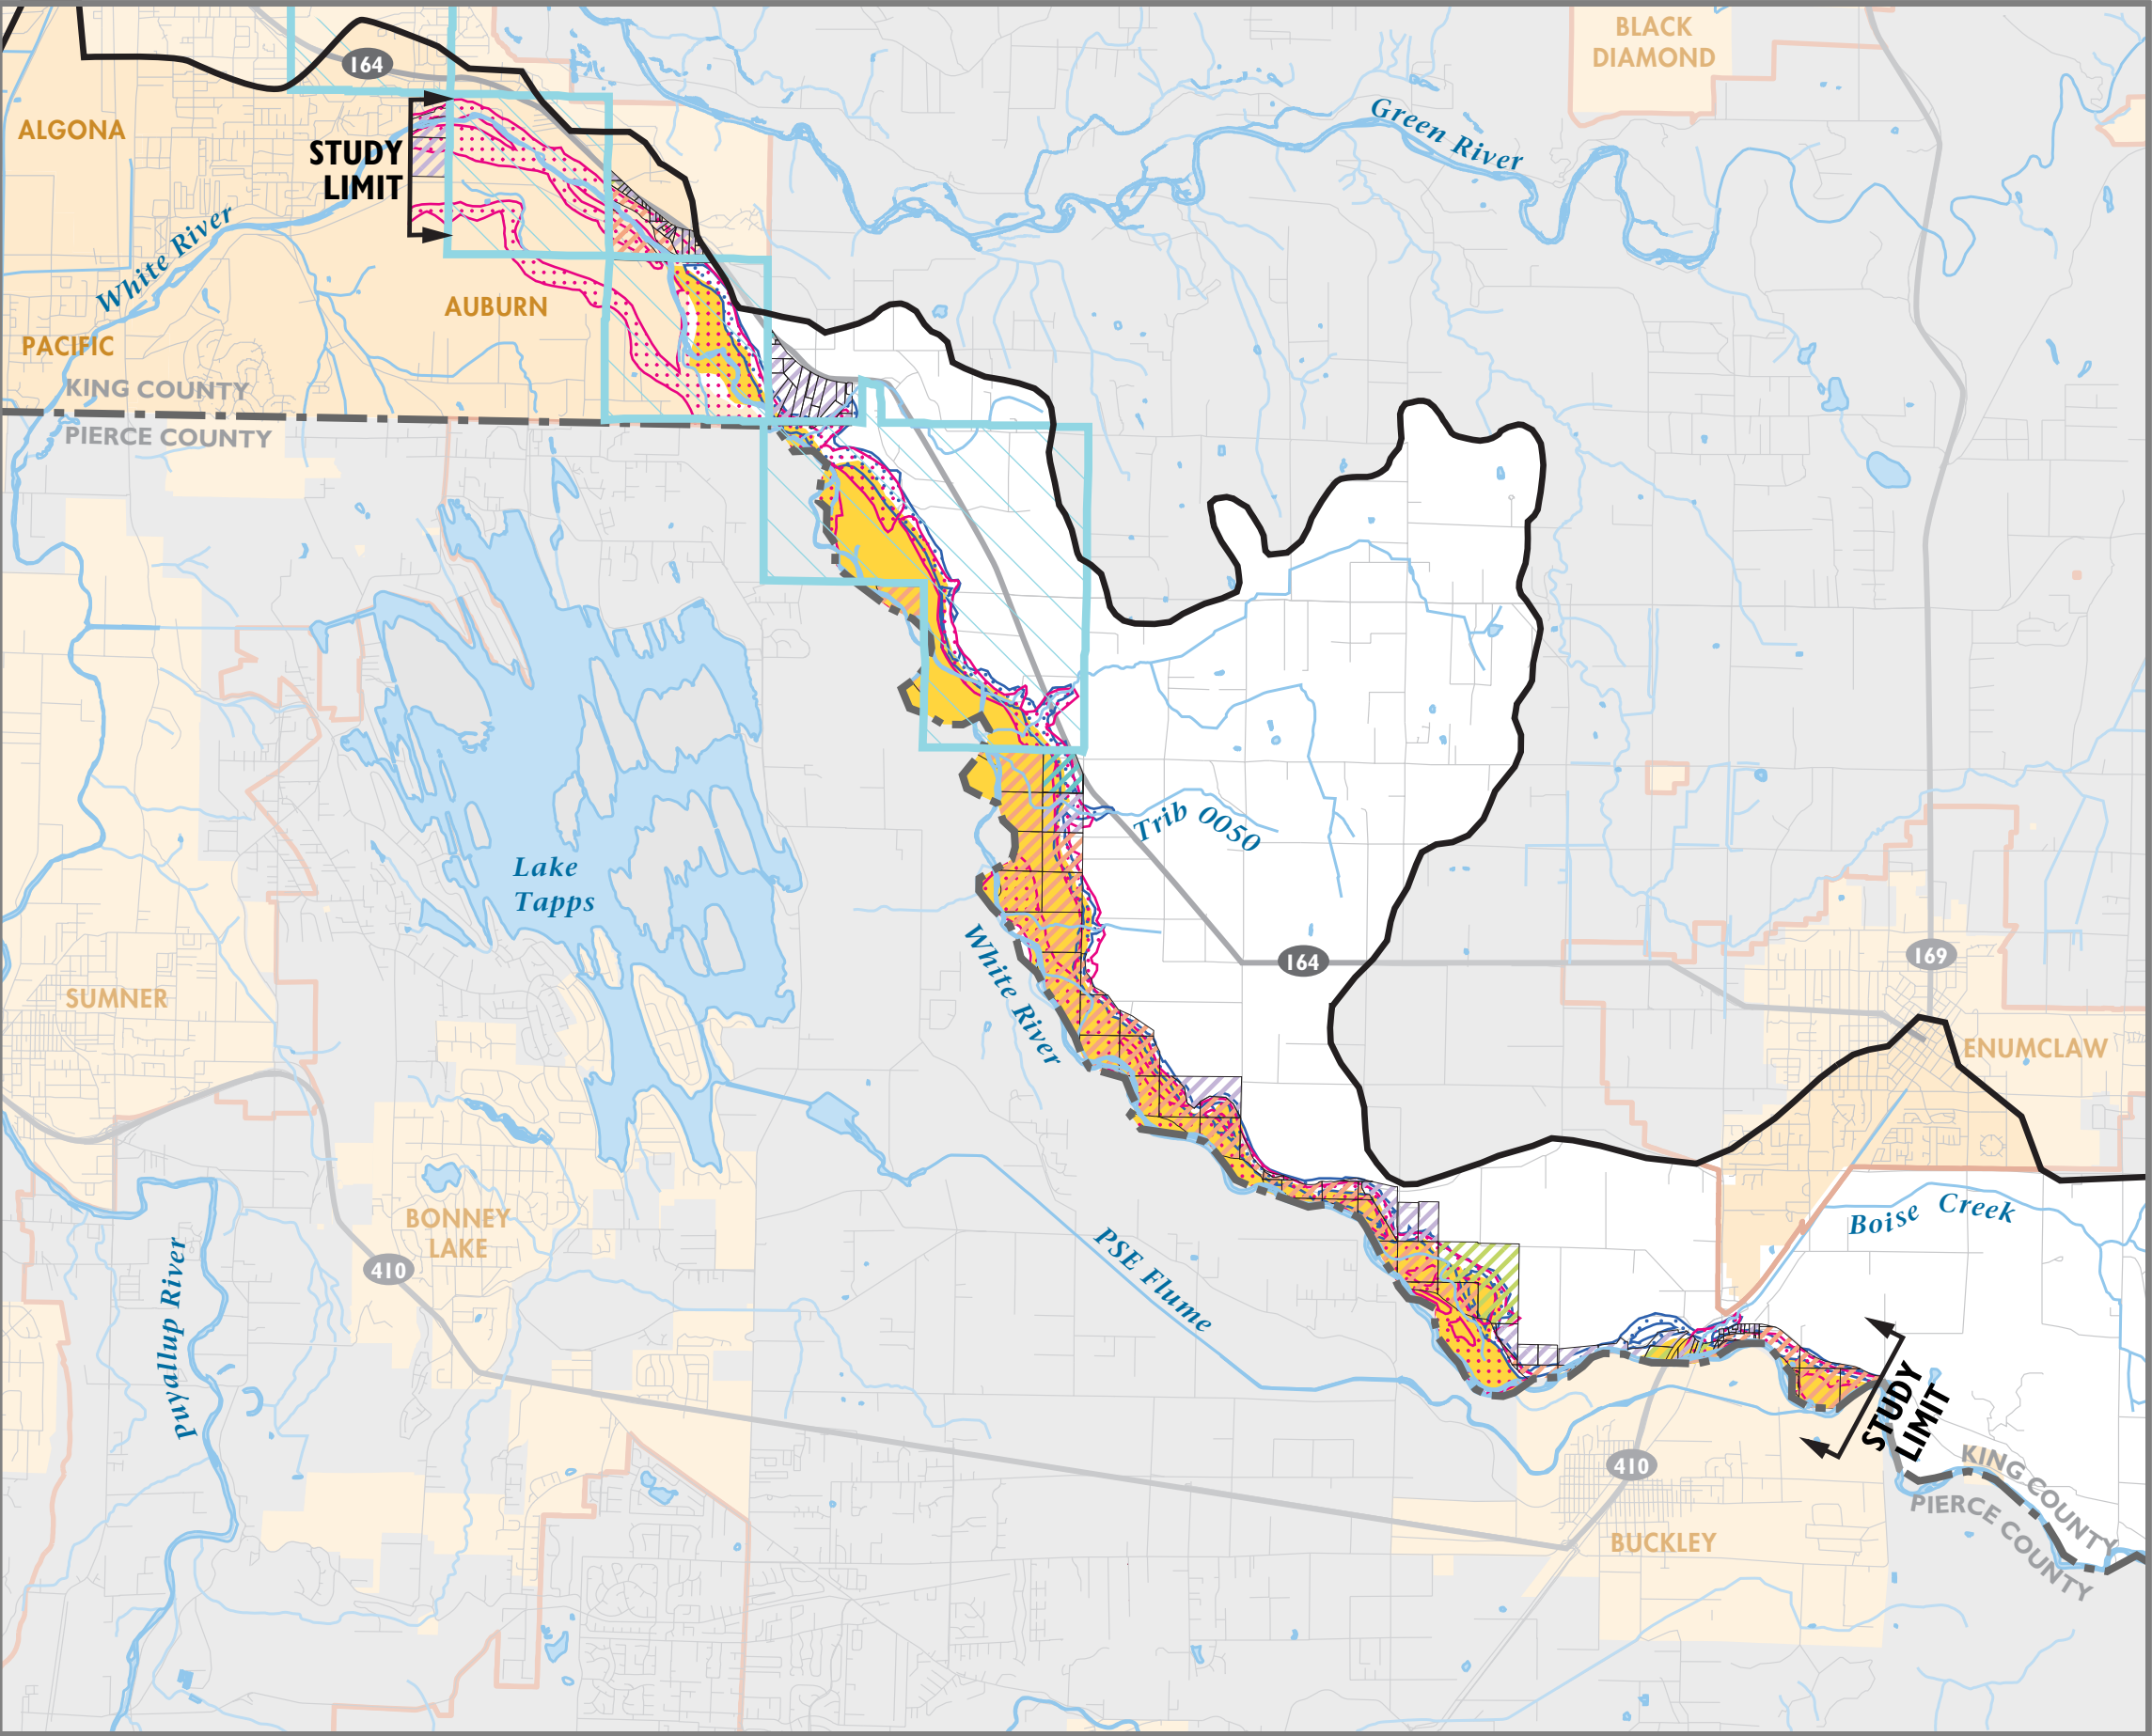 BLACK
DIAMOND
164
ALGONA
Green River
STUDY
LIMIT
White River
AUBURN
PACIFIC
KING COUNTY
PIERCE COUNTY
Trib 0050
Lake
Tapps
White River
164
169
SUMNER
ENUMCLAW
BONNEY
LAKE
Boise Creek
PSE Flume
410
Puyallup River
STUDY
LIMIT
410
KING COUNTY
PIERCE COUNTY
BUCKLEY